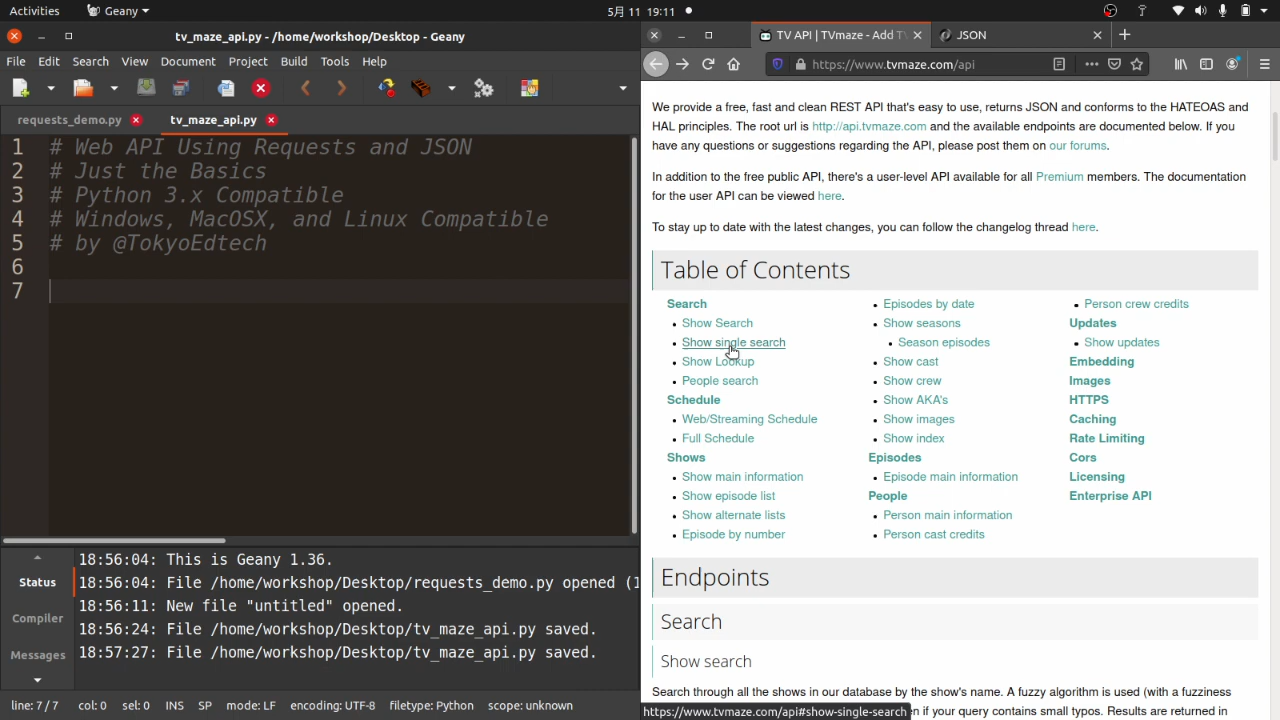 Activities
Geany
5月 11 19:11
tv_maze_api.py - /home/workshop/Desktop - Geany
File Edit Search View Document Project Build Tools Help
requests_demo.py
tv_maze_api.py
1 # Web API Using Requests and JSON
2 # Just the Basics
3 # Python 3.x Compatible
4 # Windows, MacOSX, and Linux Compatible
5 # by @TokyoEdtech
6
7
Status
Compiler
Messages
18:56:04: This is Geany 1.36.
18:56:04: File /home/workshop/Desktop/requests_demo.py opened (1
18:56:11: New file "untitled" opened.
18:56:24: File /home/workshop/Desktop/tv_maze_api.py saved.
18:57:27: File /home/workshop/Desktop/tv_maze_api.py saved.
line: 7 / 7 col: 0 sel: 0 INS SP mode: LF encoding: UTF-8 filetype: Python scope: unknown
TV API | TVmaze - Add TV
JSON
https://www.tvmaze.com/api
We provide a free, fast and clean REST API that's easy to use, returns JSON and conforms to the HATEOAS and
HAL principles. The root url is http://api.tvmaze.com and the available endpoints are documented below. If you
have any questions or suggestions regarding the API, please post them on our forums.
In addition to the free public API, there's a user-level API available for all Premium members. The documentation
for the user API can be viewed here.
To stay up to date with the latest changes, you can follow the changelog thread here.
Table of Contents
Search
Show Search
Show single search
Show Lookup
People search
Schedule
Web/Streaming Schedule
Full Schedule
Shows
Show main information
Show episode list
Show alternate lists
Episode by number
Episodes by date
Show seasons
Season episodes
Show cast
Show crew
Show AKA's
Show images
Show index
Episodes
Episode main information
People
Person main information
Person cast credits
Person crew credits
Updates
Show updates
Embedding
Images
HTTPS
Caching
Rate Limiting
Cors
Licensing
Enterprise API
Endpoints
Search
Show search
Search through all the shows in our database by the show's name. A fuzzy algorithm is used (with a fuzziness
https://www.tvmaze.com/api#show-single-search
if your query contains small typos. Results are returned in